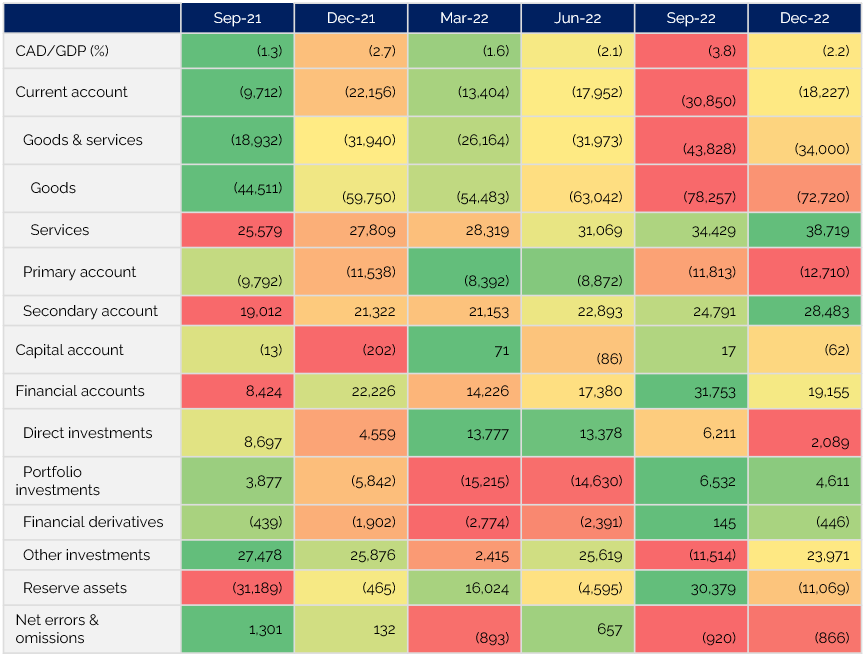 Sep-21 Dec-21 Mar-22 Jun-22 Sep-22 Dec-22
CAD/GDP (%) (1.3) (2.7) (1.6) (2.1) (3.8) (2.2)
Current account (9,712) (22,156) (13,404) (17,952) (30,850) (18,227)
Goods & services (18,932) (31,940) (26,164) (31,973) (43,828) (34,000)
Goods (44,511) (59,750) (54,483) (63,042) (78,257) (72,720)
Services 25,579 27,809 28,319 31,069 34,429 38,719
Primary account (9,792) (11,538) (8,392) (8,872) (11,813) (12,710)
Secondary account 19,012 21,322 21,153 22,893 24,791 28,483
Capital account (13) (202) 71 (86) 17 (62)
Financial accounts 8,424 22,226 14,226 17,380 31,753 19,155
Direct investments 8,697 4,559 13,777 13,378 6,211 2,089
Portfolio
investments 3,877 (5,842) (15,215) (14,630) 6,532 4,611
Financial derivatives (439) (1,902) (2,774) (2,391) 145 (446)
Other investments 27,478 25,876 2,415 25,619 (11,514) 23,971
Reserve assets (31,189) (465) 16,024 (4,595) 30,379 (11,069)
Net errors &
omissions 1,301 132 (893) 657 (920) (866)